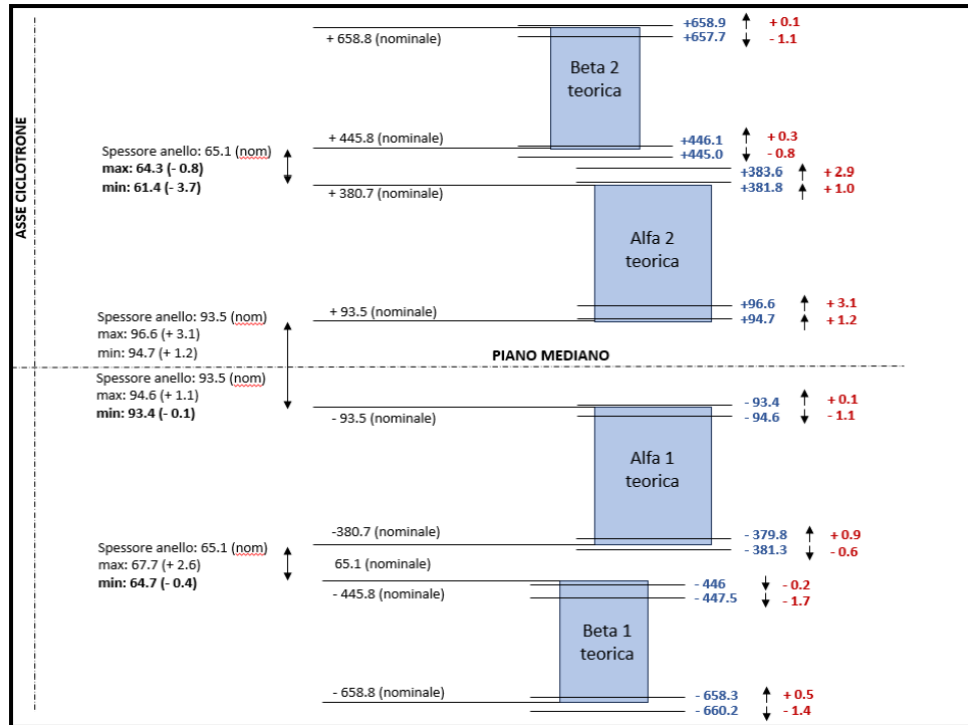 ASSE CICLOTRONE
+ 658.8 (nominale)
Beta 2
teorica
+658.9 + 0.1
+657.7 - 1.1
+ 445.8 (nominale)
+446.1 + 0.3
+445.0 - 0.8
Spessore anello: 65.1 (nom)
max: 64.3 (- 0.8)
min: 61.4 (- 3.7)
+383.6 + 2.9
+381.8 + 1.0
+ 380.7 (nominale)
Alfa 2
teorica
+ 93.5 (nominale)
+96.6 + 3.1
+94.7 + 1.2
Spessore anello: 93.5 (nom)
max: 96.6 (+ 3.1)
min: 94.7 (+ 1.2)
PIANO MEDIANO
Spessore anello: 93.5 (nom)
max: 94.6 (+ 1.1)
min: 93.4 (- 0.1)
- 93.5 (nominale)
- 93.4 + 0.1
- 94.6 - 1.1
Alfa 1
teorica
-380.7 (nominale)
- 379.8 + 0.9
- 381.3 - 0.6
Spessore anello: 65.1 (nom)
max: 67.7 (+ 2.6)
min: 64.7 (- 0.4)
65.1 (nominale)
- 445.8 (nominale)
- 446 - 0.2
- 447.5 - 1.7
Beta 1
teorica
- 658.8 (nominale)
- 658.3 + 0.5
- 660.2 - 1.4